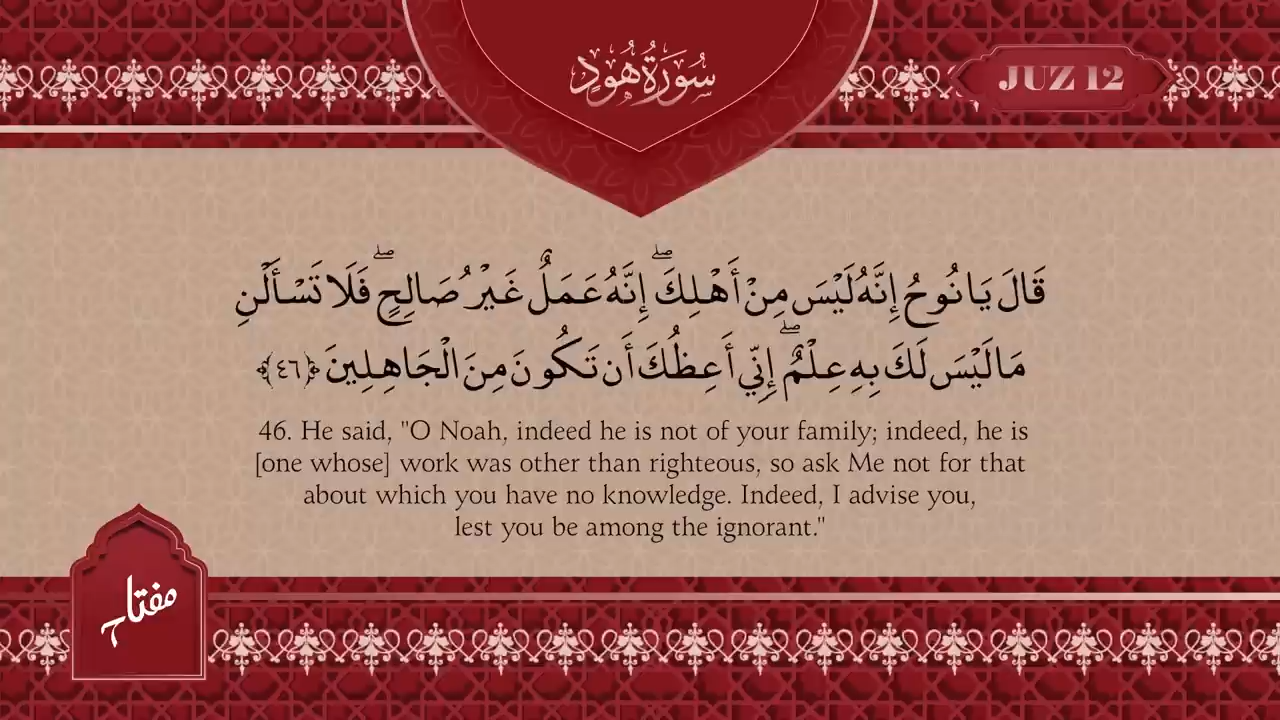 سُورَةُ هُودٍ
JUZ 12
قَالَ يَا نُوحُ إِنَّهُ لَيْسَ مِنْ أَهْلِكَ ۖ إِنَّهُ عَمَلٌ غَيْرُ صَالِحٍ ۖ فَلَا تَسْأَلْنِ
مَا لَيْسَ لَكَ بِهِ عِلْمٌ ۖ إِنِّي أَعِظُكَ أَن تَكُونَ مِنَ الْجَاهِلِينَ ﴿٤٦﴾
46. He said, "O Noah, indeed he is not of your family; indeed, he is
[one whose] work was other than righteous, so ask Me not for that
about which you have no knowledge. Indeed, I advise you,
lest you be among the ignorant."
مفتاح